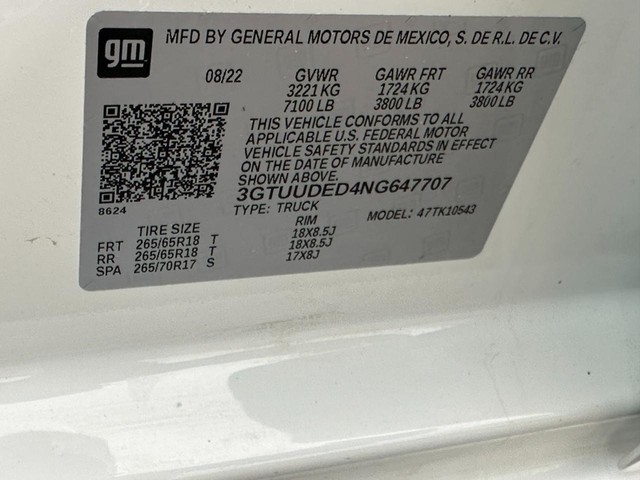 gm MFD BY GENERAL MOTORS DE MEXICO, S. DE R.L. DE C.V.
08/22 GVWR GAWR FRT GAWR RR
3221 KG 1724 KG 1724 KG
7100 LB 3800 LB 3800 LB
THIS VEHICLE CONFORMS TO ALL
APPLICABLE U.S. FEDERAL MOTOR
VEHICLE SAFETY STANDARDS IN EFFECT
ON THE DATE OF MANUFACTURE
SHOWN ABOVE.
3GTUUDED4NG647707
8624
TYPE: TRUCK MODEL: 47TK10543
TIRE SIZE RIM
FRT 265/65R18 T 18X8.5J
RR 265/65R18 T 18X8.5J
SPA 265/70R17 S 17X8J